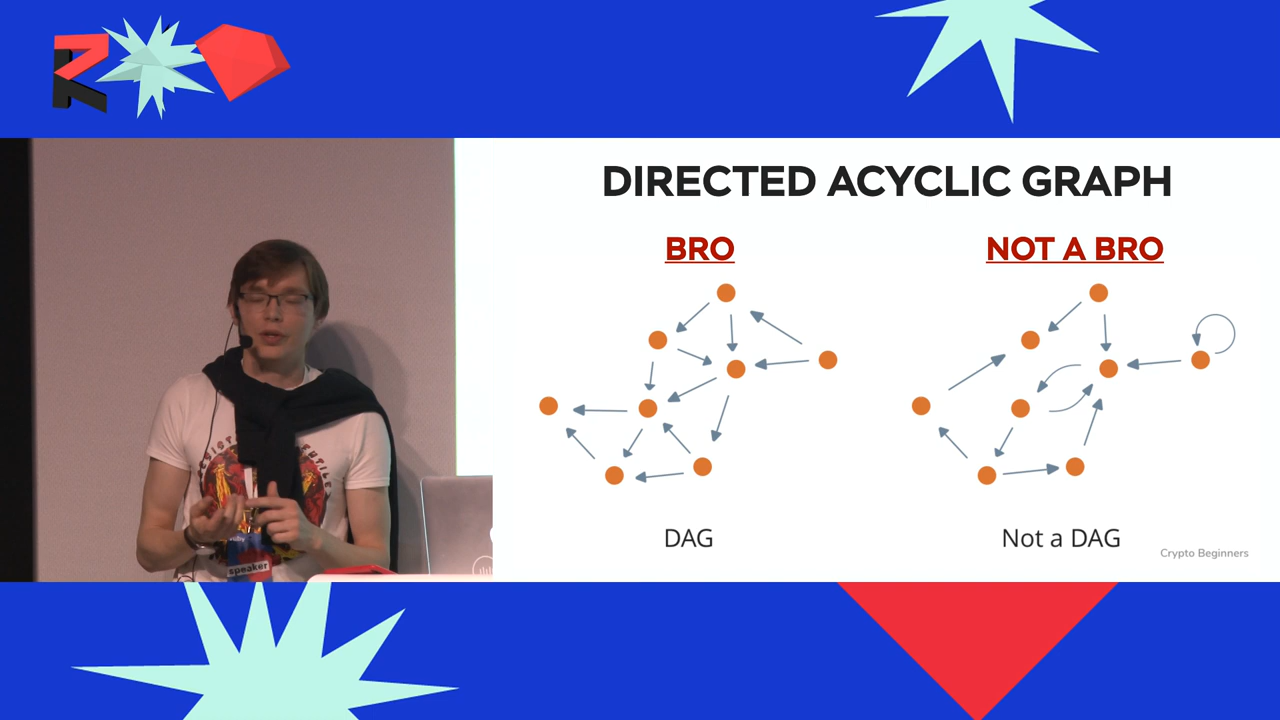 DIRECTED ACYCLIC GRAPH
BRO
NOT A BRO
DAG
Not a DAG
Crypto Beginners
speaker